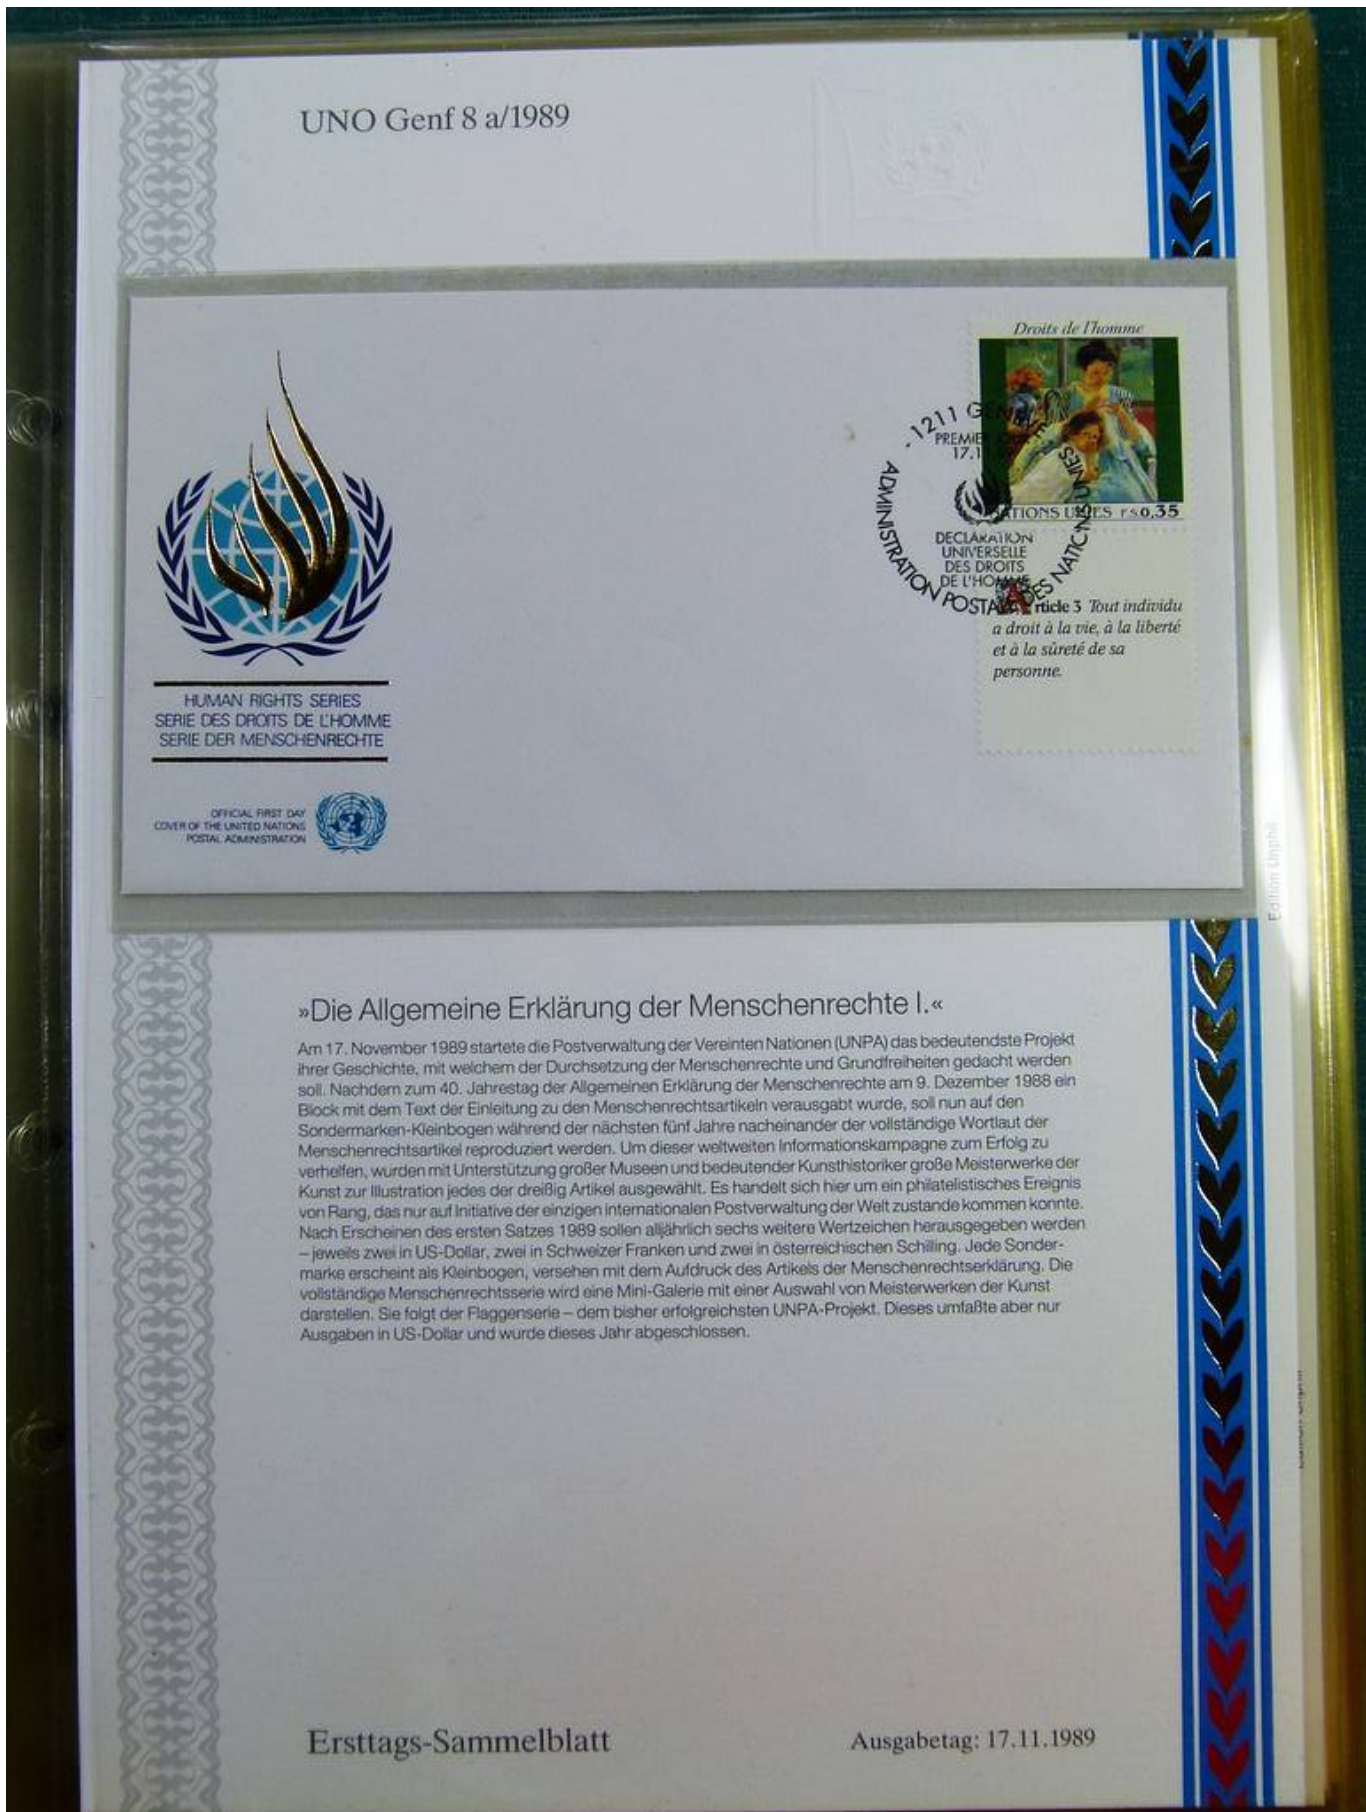 UNO Genf 8 a/1989
Droits de l'homme
- 1211 GENÈVE
PREMIER JOUR
17.11
NATIONS UNIES F.S. 0,35
ADMINISTRATION POSTALE DES NATIONS UNIES
DECLARATION
UNIVERSELLE
DES DROITS
DE L'HOMME
Article 3 Tout individu
a droit à la vie, à la liberté
et à la sûreté de sa
personne.
HUMAN RIGHTS SERIES
SERIE DES DROITS DE L'HOMME
SERIE DER MENSCHENRECHTE
OFFICIAL FIRST DAY
COVER OF THE UNITED NATIONS
POSTAL ADMINISTRATION
Edition Unphil
»Die Allgemeine Erklärung der Menschenrechte I.«
Am 17. November 1989 startete die Postverwaltung der Vereinten Nationen (UNPA) das bedeutendste Projekt
ihrer Geschichte, mit welchem der Durchsetzung der Menschenrechte und Grundfreiheiten gedacht werden
soll. Nachdem zum 40. Jahrestag der Allgemeinen Erklärung der Menschenrechte am 9. Dezember 1988 ein
Block mit dem Text der Einleitung zu den Menschenrechtsartikeln verausgabt wurde, soll nun auf den
Sondermarken-Kleinbogen während der nächsten fünf Jahre nacheinander der vollständige Wortlaut der
Menschenrechtsartikel reproduziert werden. Um dieser weltweiten Informationskampagne zum Erfolg zu
verhelfen, wurden mit Unterstützung großer Museen und bedeutender Kunsthistoriker große Meisterwerke der
Kunst zur Illustration jedes der dreißig Artikel ausgewählt. Es handelt sich hier um ein philatelistisches Ereignis
von Rang, das nur auf Initiative der einzigen internationalen Postverwaltung der Welt zustande kommen konnte.
Nach Erscheinen des ersten Satzes 1989 sollen alljährlich sechs weitere Wertzeichen herausgegeben werden
– jeweils zwei in US-Dollar, zwei in Schweizer Franken und zwei in österreichischen Schilling. Jede Sonder-
marke erscheint als Kleinbogen, versehen mit dem Aufdruck des Artikels der Menschenrechtserklärung. Die
vollständige Menschenrechtsserie wird eine Mini-Galerie mit einer Auswahl von Meisterwerken der Kunst
darstellen. Sie folgt der Flaggenserie – dem bisher erfolgreichsten UNPA-Projekt. Dieses umfaßte aber nur
Ausgaben in US-Dollar und wurde dieses Jahr abgeschlossen.
Ersttags-Sammelblatt
Ausgabetag: 17.11.1989